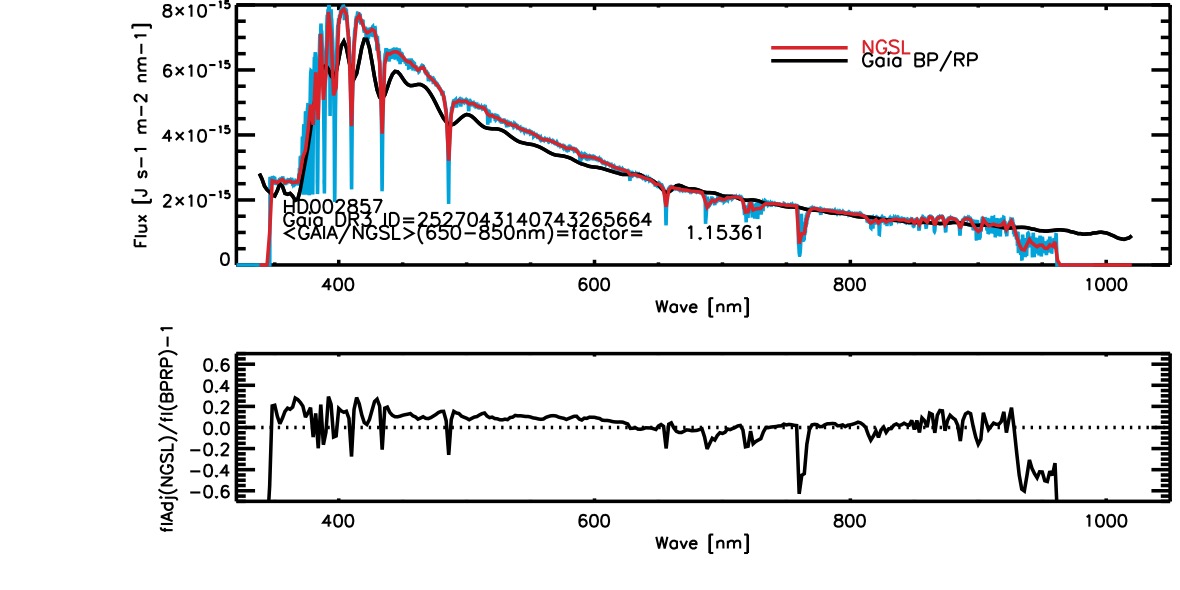 8×10⁻¹⁵
6×10⁻¹⁵
4×10⁻¹⁵
2×10⁻¹⁵
0
Flux [J s-1 m-2 nm-1]
NGSL
Gaia BP/RP
HD002857
Gaia DR3 ID=2527043140743265664
<GAIA/NGSL>(650-850nm)=factor= 1.15361
400 600 800 1000
Wave [nm]
0.6
0.4
0.2
0.0
-0.2
-0.4
-0.6
flAdj(NGSL)/fl(BPRP)-1
400 600 800 1000
Wave [nm]